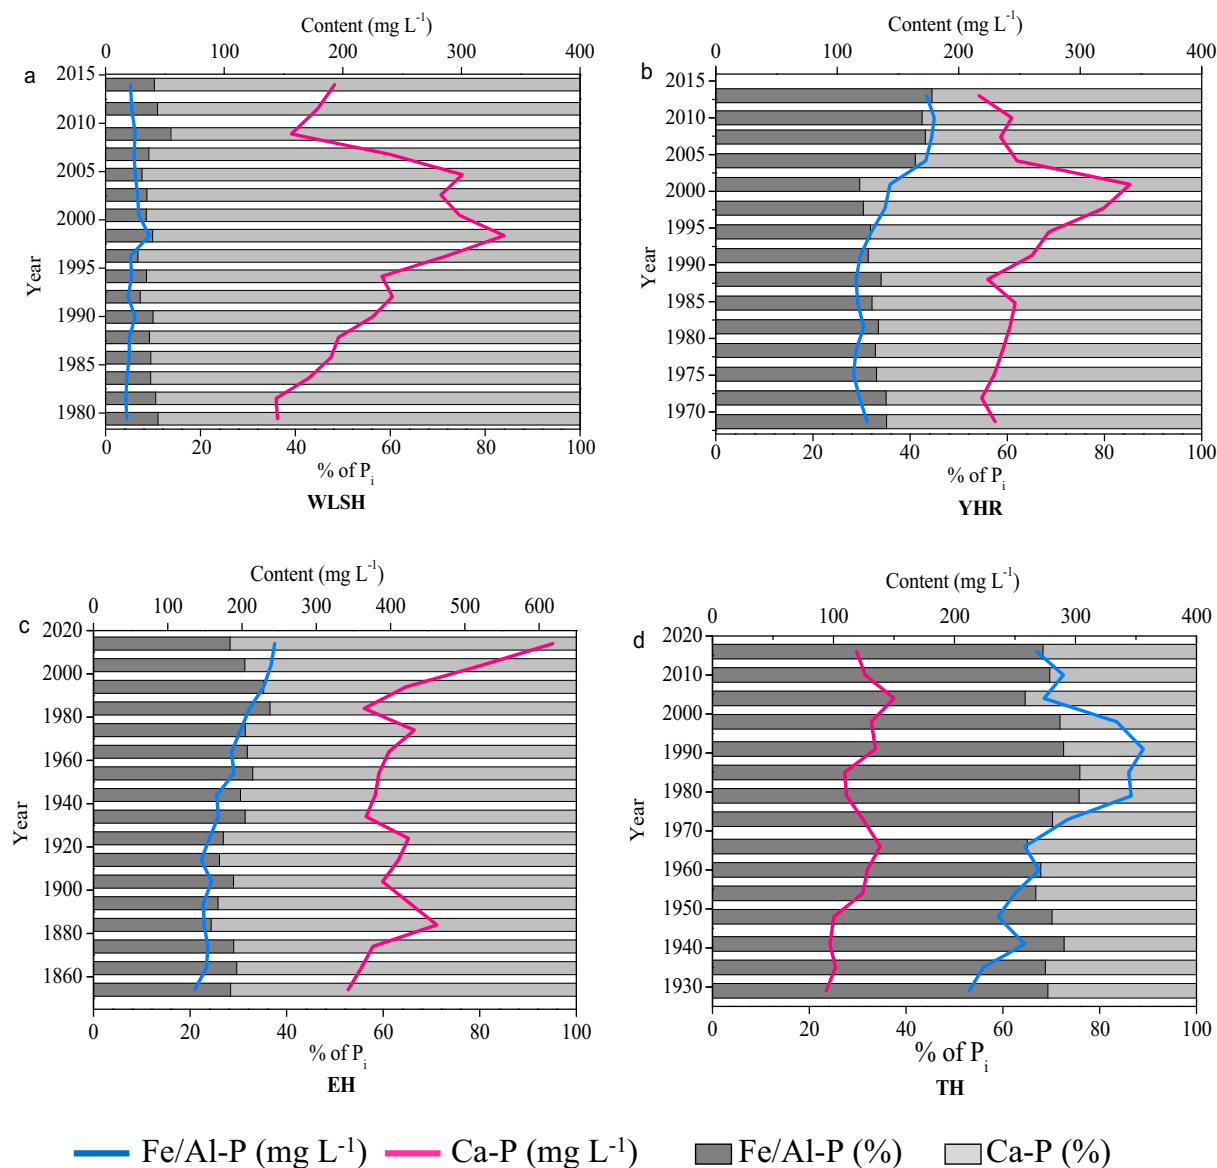 Content (mg L-1)
0 100 200 300 400
a
2015
2010
2005
2000
1995
1990
1985
1980
Year
0 20 40 60 80 100
% of Pi
WLSH
Content (mg L-1)
0 100 200 300 400
b
2015
2010
2005
2000
1995
1990
1985
1980
1975
1970
Year
0 20 40 60 80 100
% of Pi
YHR
Content (mg L-1)
0 100 200 300 400 500 600
c
2020
2000
1980
1960
1940
1920
1900
1880
1860
Year
0 20 40 60 80 100
% of Pi
EH
Content (mg L-1)
0 100 200 300 400
d
2020
2010
2000
1990
1980
1970
1960
1950
1940
1930
Year
0 20 40 60 80 100
% of Pi
TH
Fe/Al-P (mg L-1) Ca-P (mg L-1) Fe/Al-P (%) Ca-P (%)